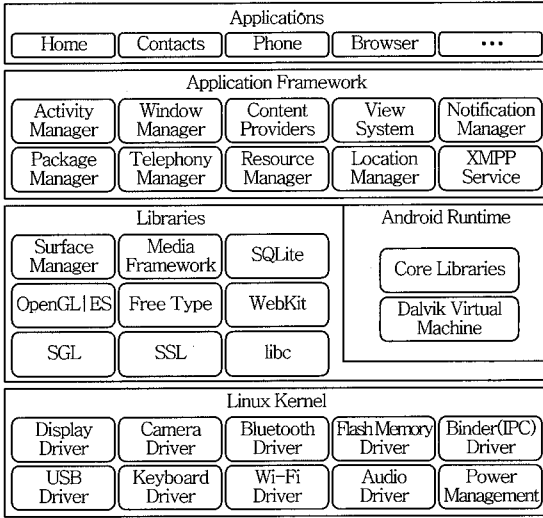 Applications
Home
Contacts
Phone
Browser
•••
Application Framework
Activity
Manager
Window
Manager
Content
Providers
View
System
Notification
Manager
Package
Manager
Telephony
Manager
Resource
Manager
Location
Manager
XMPP
Service
Libraries
Surface
Manager
Media
Framework
SQLite
OpenGL|ES
Free Type
WebKit
SGL
SSL
libc
Android Runtime
Core Libraries
Dalvik Virtual
Machine
Linux Kernel
Display
Driver
Camera
Driver
Bluetooth
Driver
Flash Memory
Driver
Binder(IPC)
Driver
USB
Driver
Keyboard
Driver
Wi-Fi
Driver
Audio
Driver
Power
Management